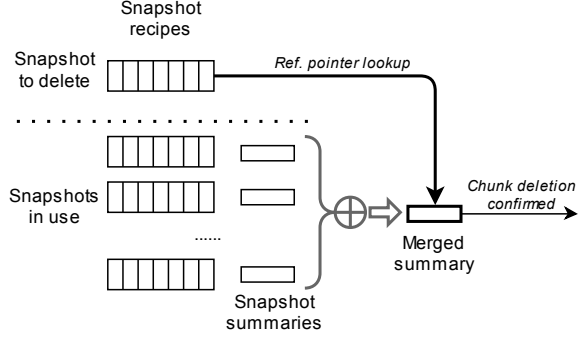 Snapshot
recipes
Snapshot
to delete
Ref. pointer lookup
Snapshots
in use
......
Chunk deletion
confirmed
Merged
summary
Snapshot
summaries